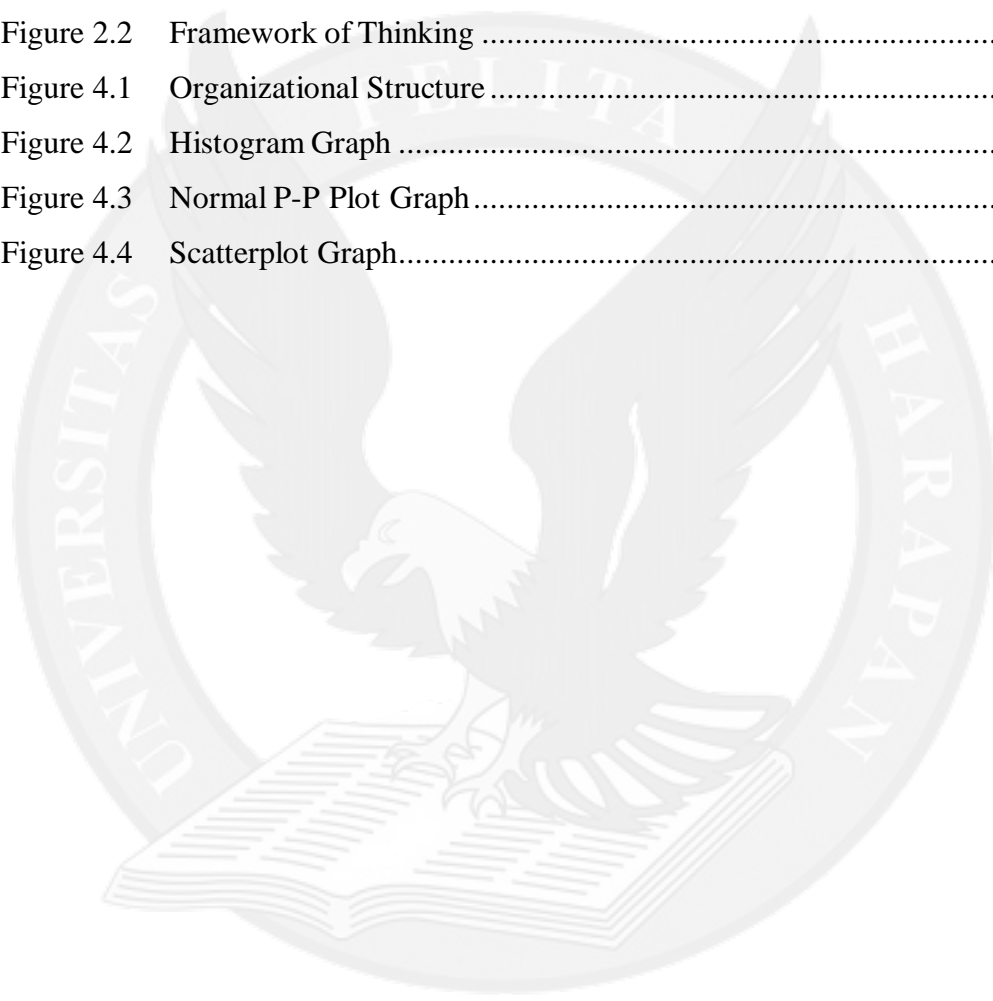 Figure 2.2 Framework of Thinking ....................................................................
Figure 4.1 Organizational Structure ..................................................................
Figure 4.2 Histogram Graph ................................................................................
Figure 4.3 Normal P-P Plot Graph .....................................................................
Figure 4.4 Scatterplot Graph................................................................................
UNIVERSITAS PELITA HARAPAN